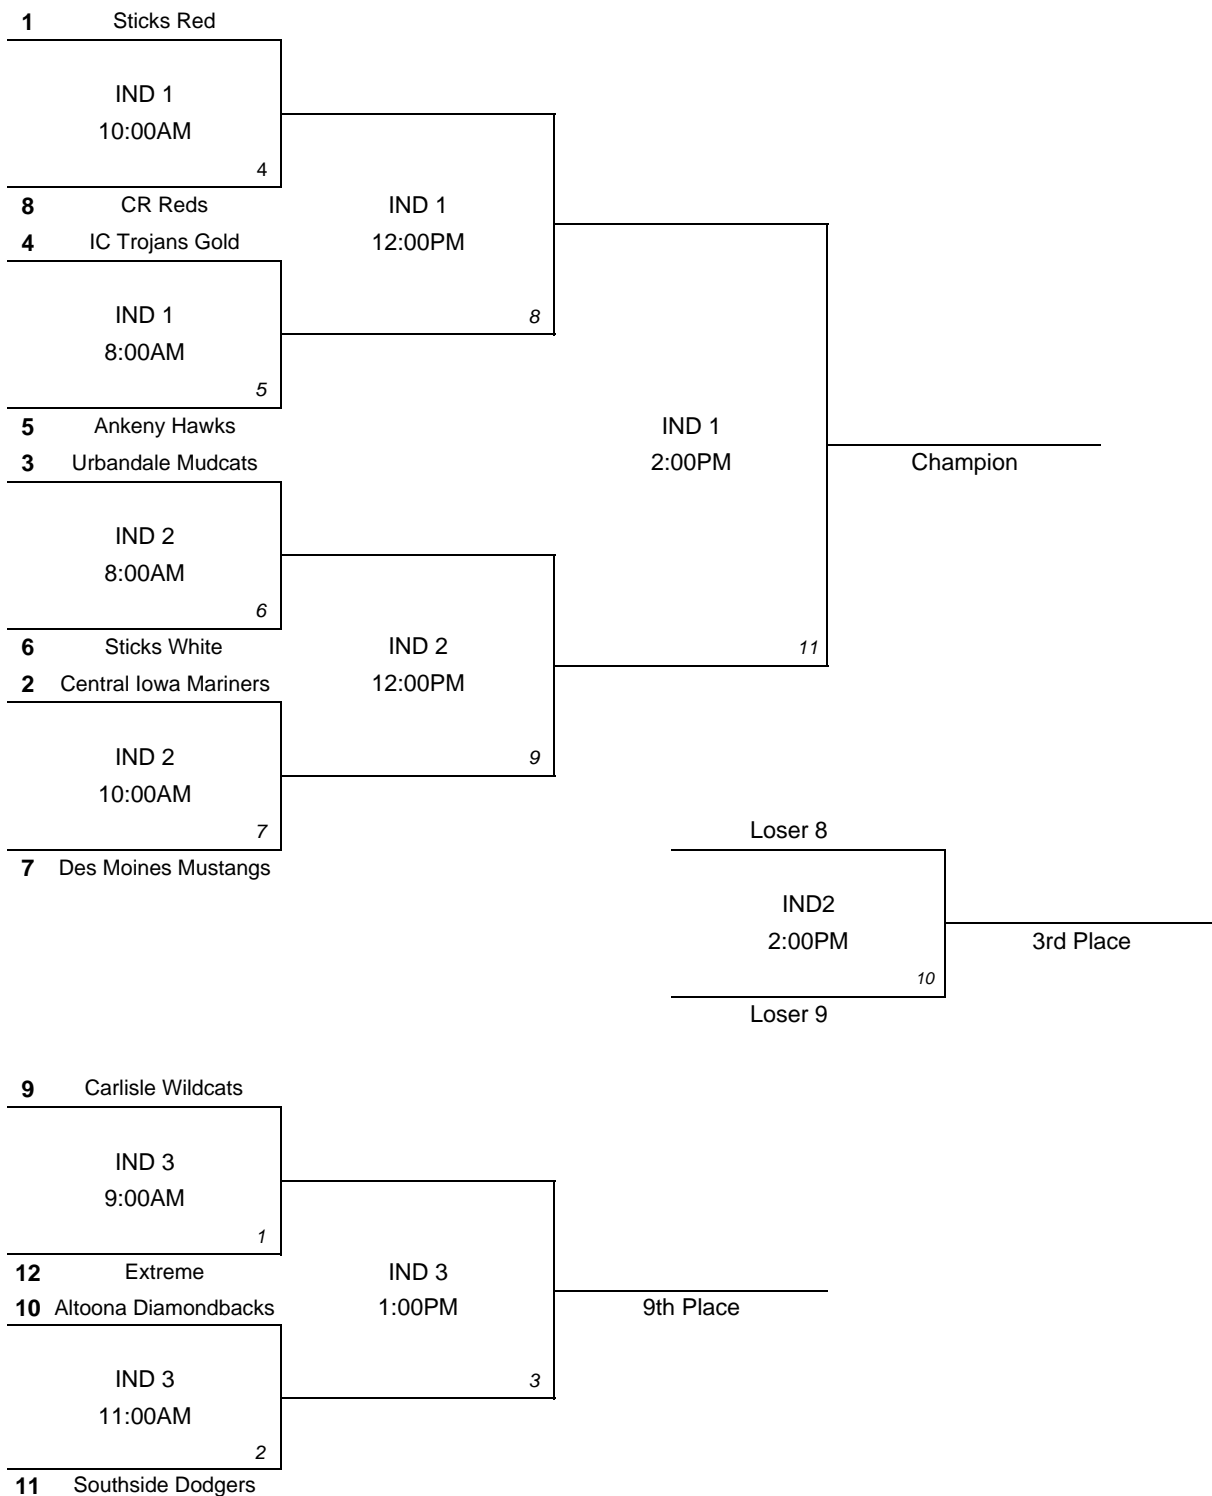 1 Sticks Red
IND 1
10:00AM
4
8 CR Reds
IND 1
4 IC Trojans Gold
12:00PM
IND 1
8
8:00AM
5
5 Ankeny Hawks
IND 1
3 Urbandale Mudcats
2:00PM
Champion
IND 2
8:00AM
6
6 Sticks White
IND 2
11
2 Central Iowa Mariners
12:00PM
IND 2
9
10:00AM
7
Loser 8
7 Des Moines Mustangs
IND2
2:00PM
3rd Place
10
Loser 9
9 Carlisle Wildcats
IND 3
9:00AM
1
12 Extreme
IND 3
10 Altoona Diamondbacks
1:00PM
9th Place
IND 3
3
11:00AM
2
11 Southside Dodgers